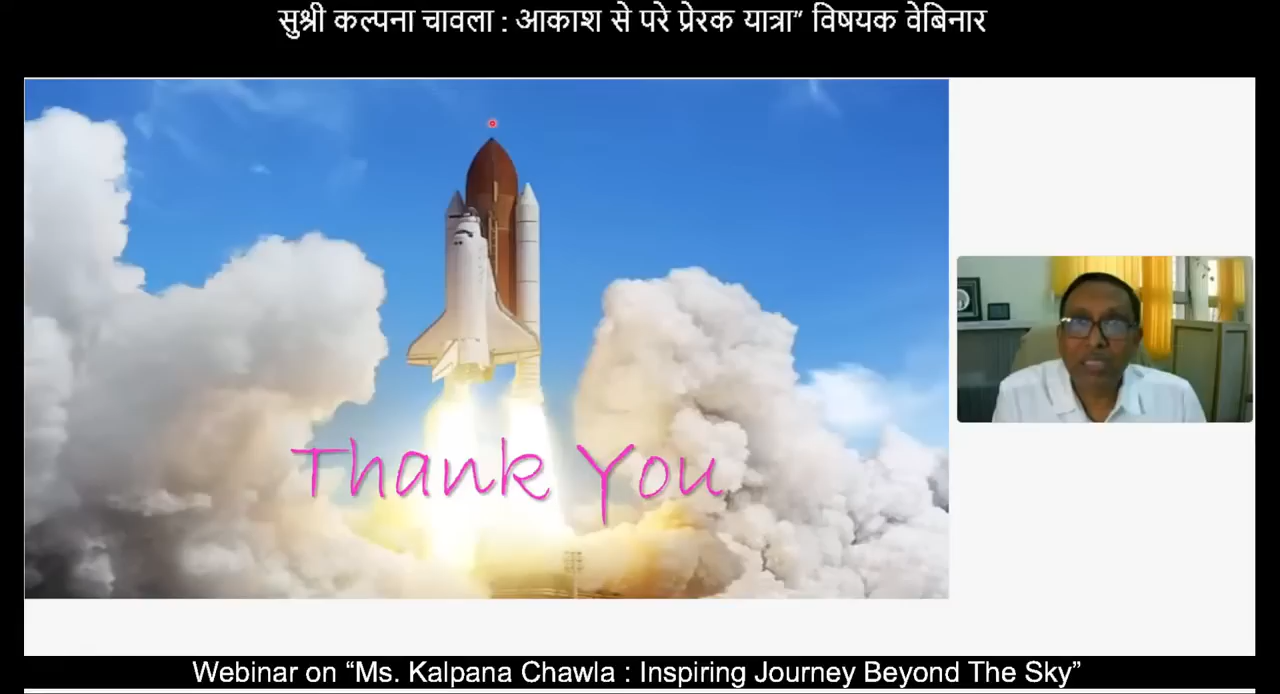 सुश्री कल्पना चावला : आकाश से परे प्रेरक यात्रा” विषयक वेबिनार
Thank You
Webinar on “Ms. Kalpana Chawla : Inspiring Journey Beyond The Sky”